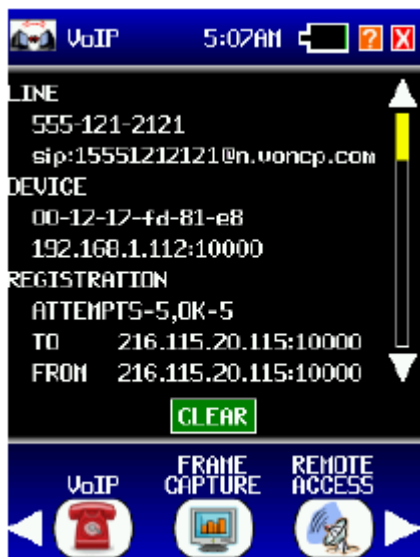 VoIP 5:07AM ? X
LINE
555-121-2121
sip:15551212121@n.voncp.com
DEVICE
00-12-17-fd-81-e8
192.168.1.112:10000
REGISTRATION
ATTEMPTS-5,OK-5
TO 216.115.20.115:10000
FROM 216.115.20.115:10000
CLEAR
VoIP
FRAME CAPTURE
REMOTE ACCESS